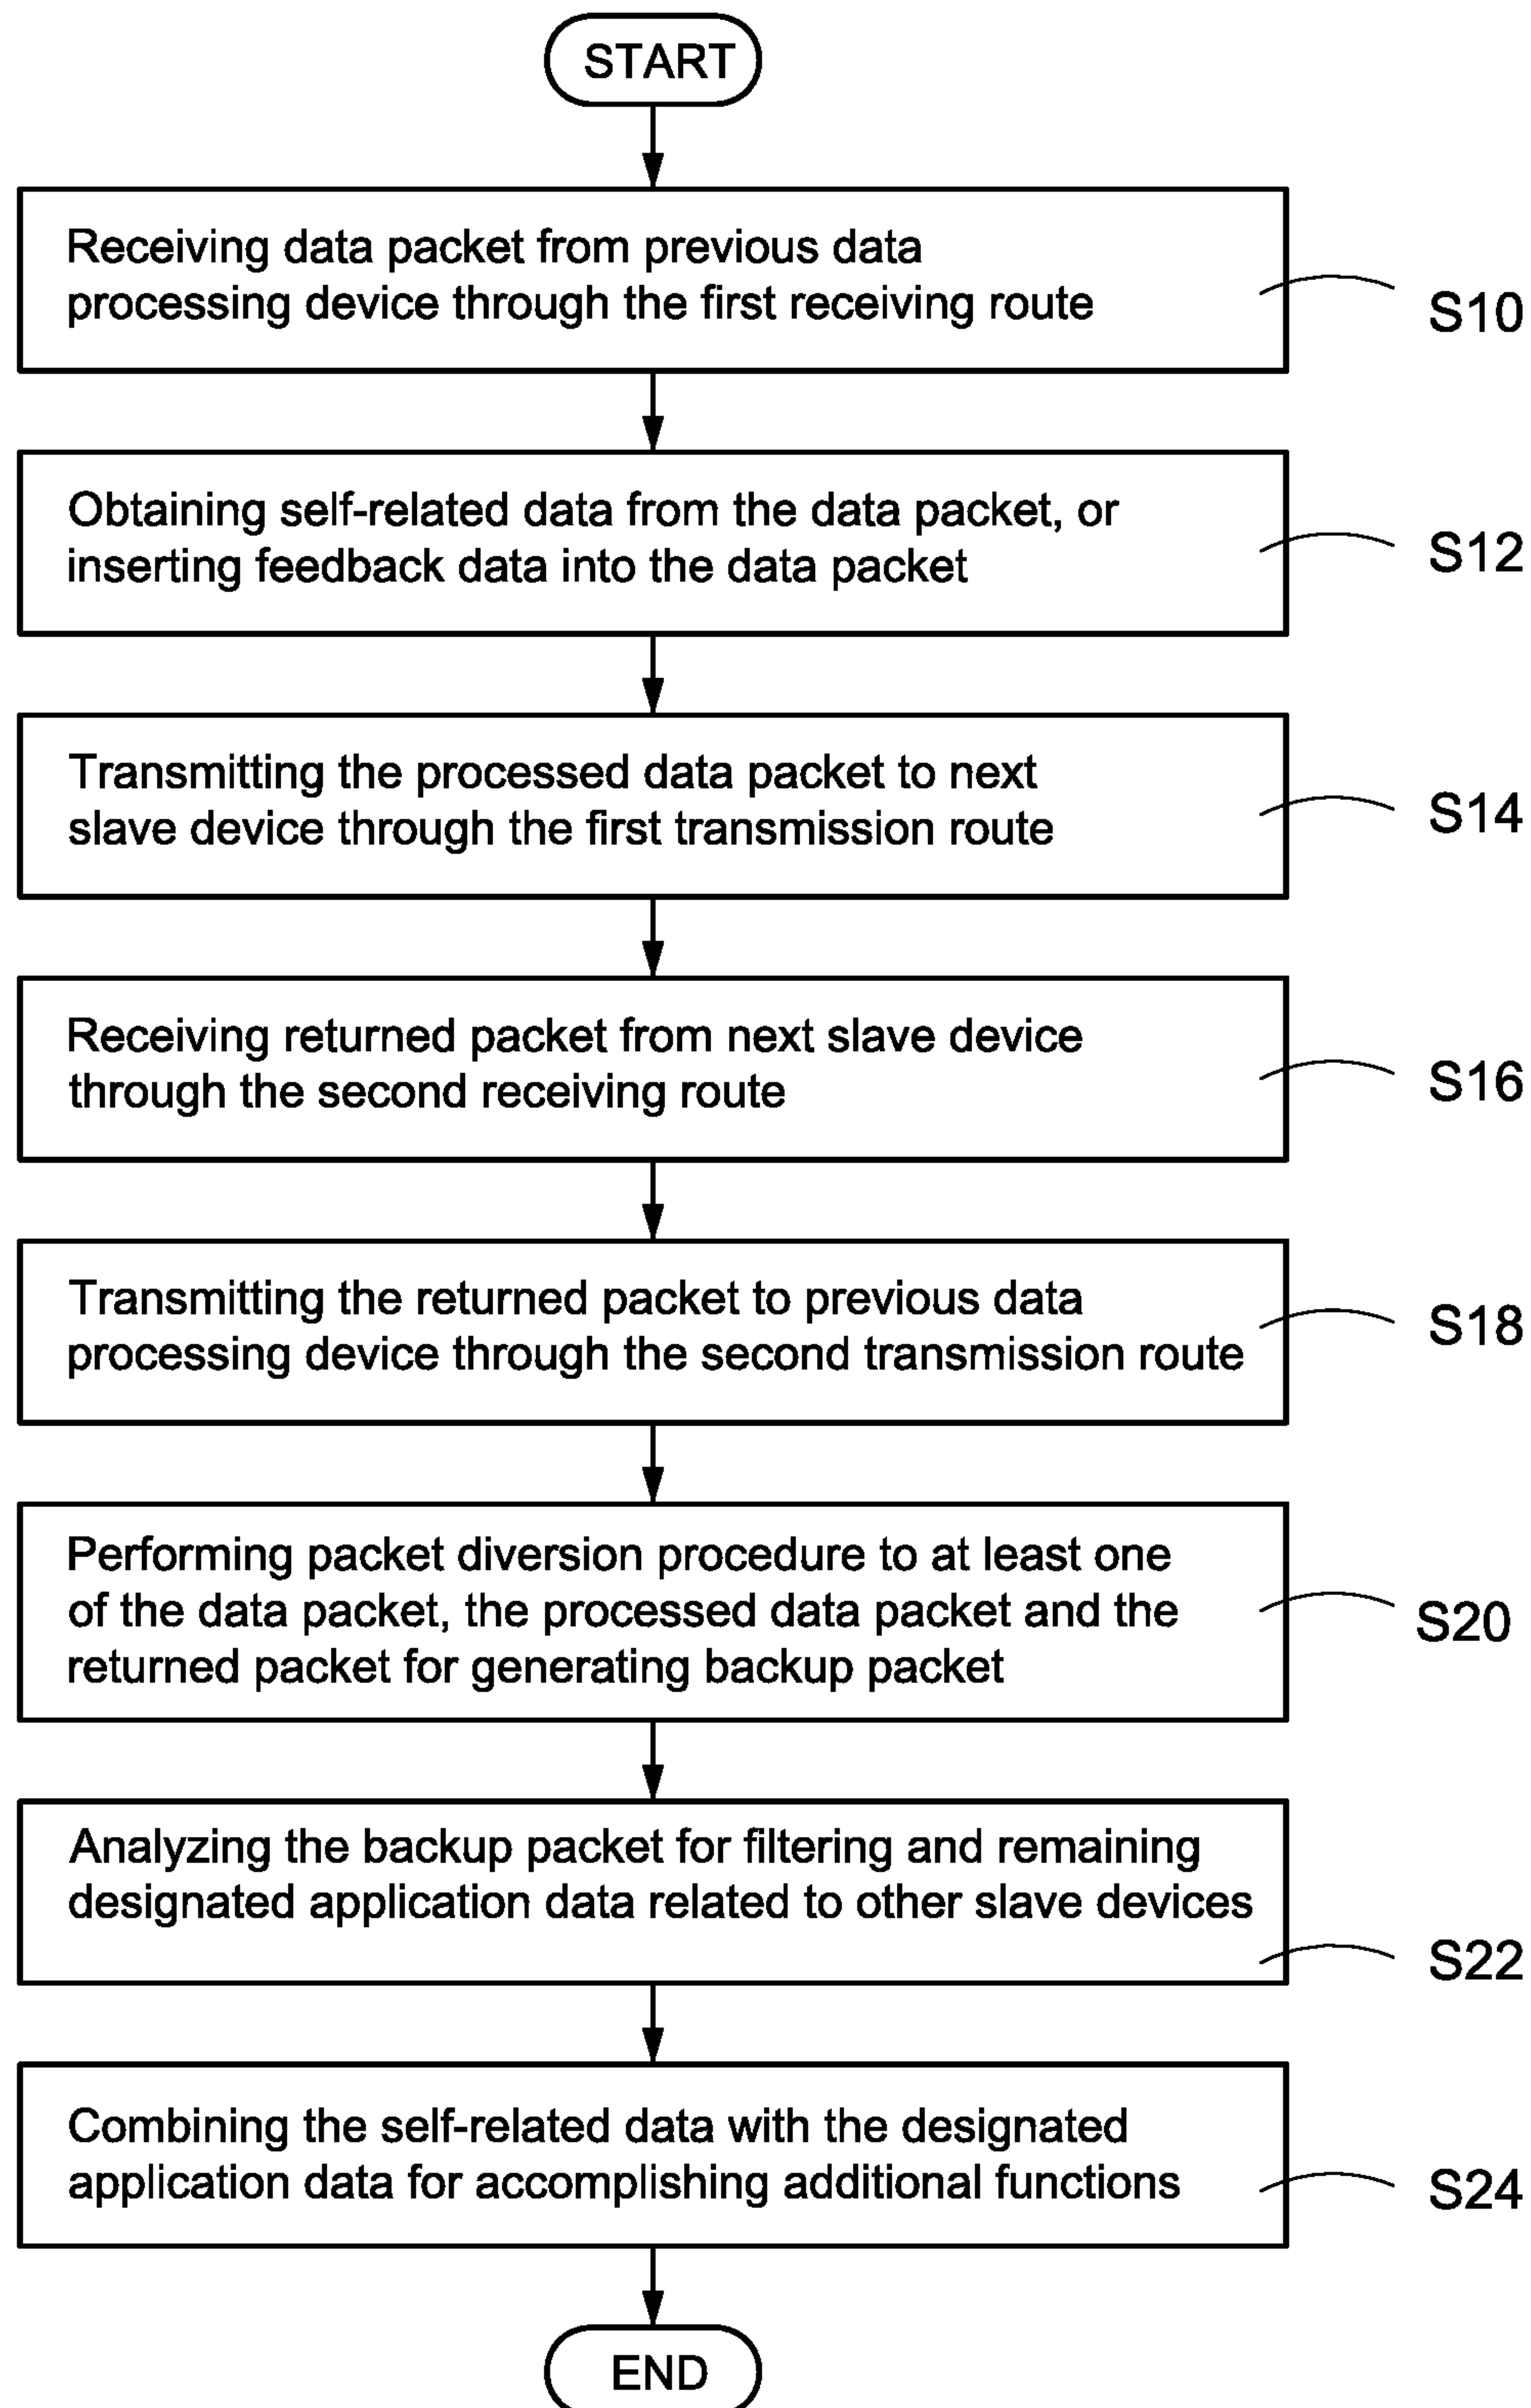 START
Receiving data packet from previous data
processing device through the first receiving route
S10
Obtaining self-related data from the data packet, or
inserting feedback data into the data packet
S12
Transmitting the processed data packet to next
slave device through the first transmission route
S14
Receiving returned packet from next slave device
through the second receiving route
S16
Transmitting the returned packet to previous data
processing device through the second transmission route
S18
Performing packet diversion procedure to at least one
of the data packet, the processed data packet and the
returned packet for generating backup packet
S20
Analyzing the backup packet for filtering and remaining
designated application data related to other slave devices
S22
Combining the self-related data with the designated
application data for accomplishing additional functions
S24
END